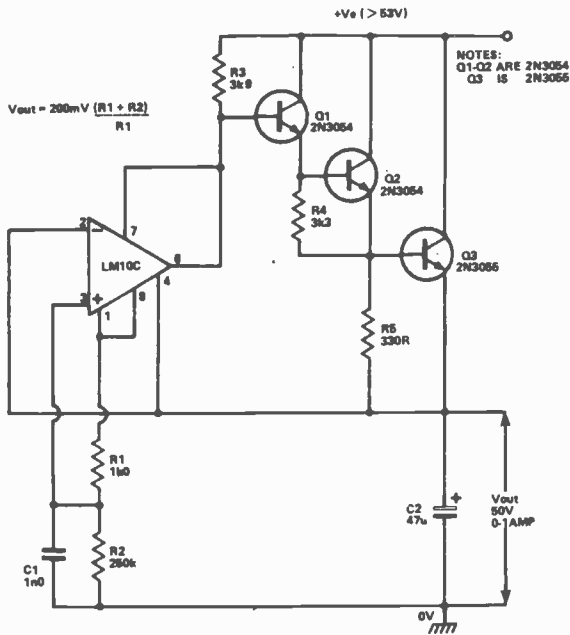 +Ve ( > 53V)
NOTES:
Q1-Q2 ARE 2N3054
Q3 IS 2N3055
R3
3k9
Vout = 200mV (R1 + R2)
R1
Q1
2N3054
Q2
2N3054
2
7
R4
3k3
LM10C
6
4
Q3
2N3055
3
8
1
R5
330R
R1
1k0
C2
47u
+
Vout
50V
0-1AMP
C1
1n0
R2
250k
0V